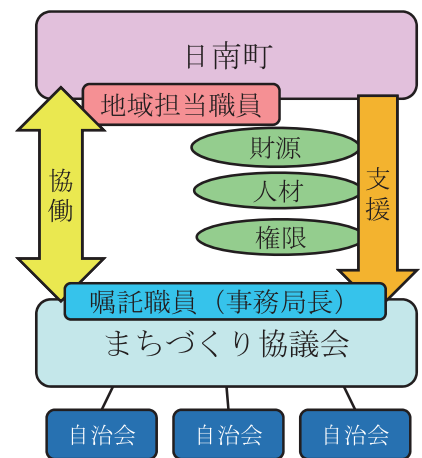 日南町
地域担当職員
財源
協働
人材
支援
権限
嘱託職員（事務局長）
まちづくり協議会
自治会
自治会
自治会